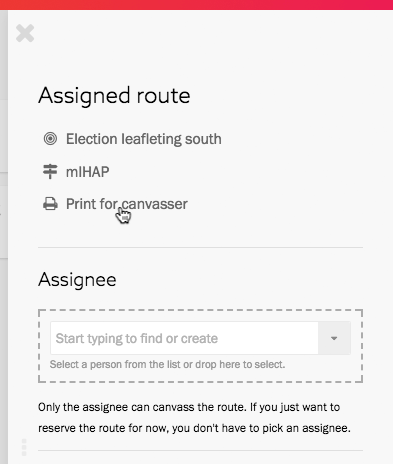 Assigned route
Election leafleting south
mIHAP
Print for canvasser
Assignee
Start typing to find or create
Select a person from the list or drop here to select.
Only the assignee can canvass the route. If you just want to
reserve the route for now, you don't have to pick an assignee.